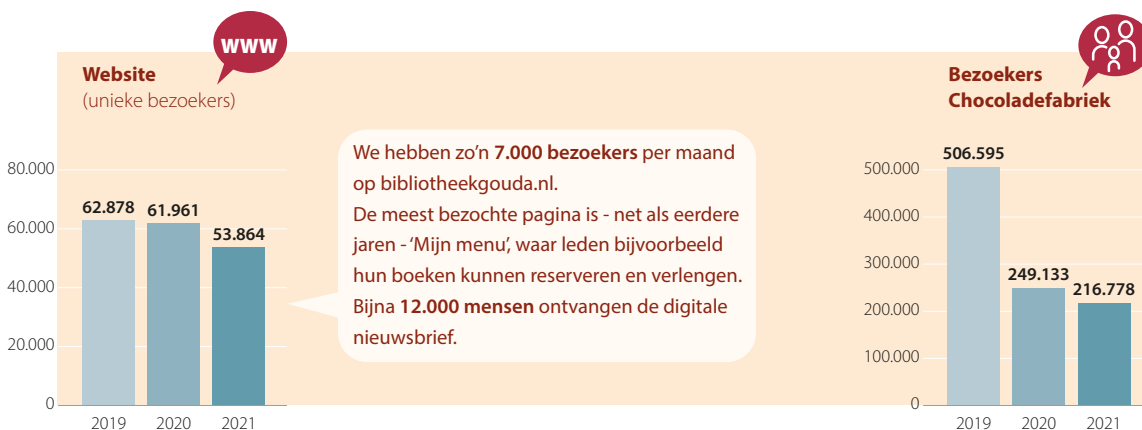 www
Website
(unieke bezoekers)
80.000
60.000
40.000
20.000
0
62.878
61.961
53.864
2019 2020 2021
We hebben zo'n 7.000 bezoekers per maand
op bibliotheekgouda.nl.
De meest bezochte pagina is - net als eerdere
jaren - 'Mijn menu', waar leden bijvoorbeeld
hun boeken kunnen reserveren en verlengen.
Bijna 12.000 mensen ontvangen de digitale
nieuwsbrief.
Bezoekers
Chocoladefabriek
500.000
400.000
300.000
200.000
100.000
0
506.595
249.133
216.778
2019 2020 2021